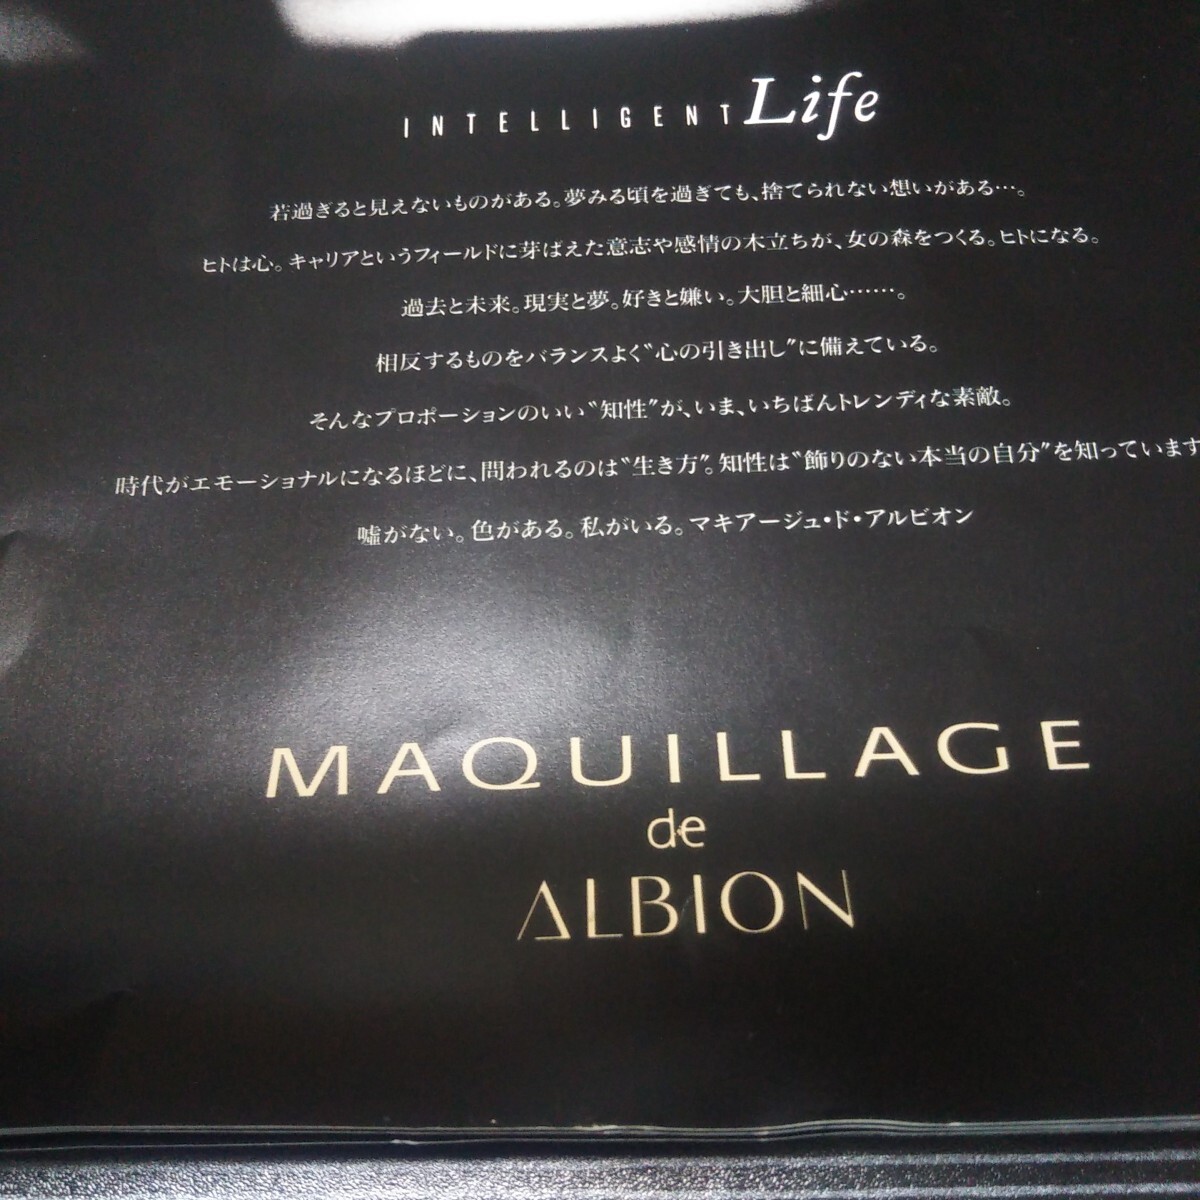 INTELLIGENT Life
若過ぎると見えないものがある。夢みる頃を過ぎても、捨てられない想いがある…。
ヒトは心。キャリアというフィールドに芽ばえた意志や感情の木立ちが、女の森をつくる。ヒトになる。
過去と未来。現実と夢。好きと嫌い。大胆と細心……。
相反するものをバランスよく“心の引き出し”に備えている。
そんなプロポーションのいい“知性”が、いま、いちばんトレンディな素敵。
時代がエモーショナルになるほどに、問われるのは“生き方”。知性は“飾りのない本当の自分”を知っています
嘘がない。色がある。私がいる。マキアージュ・ド・アルビオン
MAQUILLAGE
de
ALBION